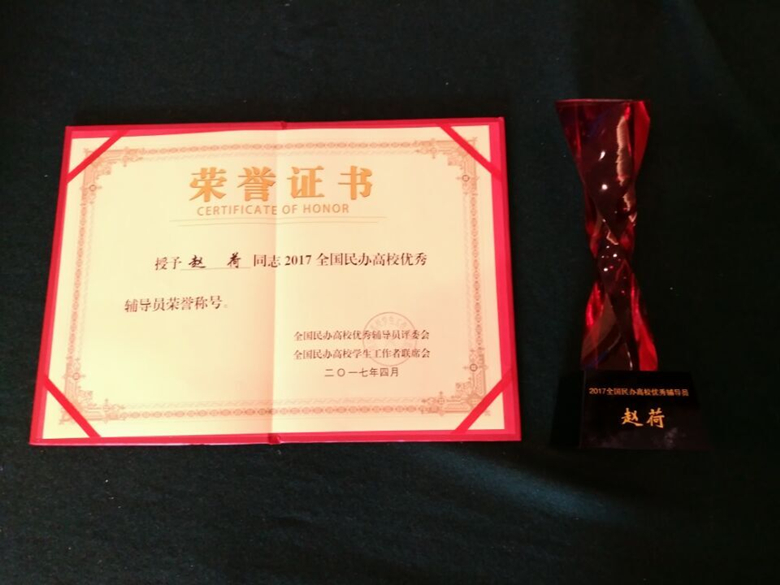 荣誉证书
CERTIFICATE OF HONOR
授予 赵 荷 同志2017全国民办高校优秀
辅导员荣誉称号。
全国民办高校优秀辅导员评委会
全国民办高校学生工作者联席会
二〇一七年四月
2017全国民办高校优秀辅导员
赵荷